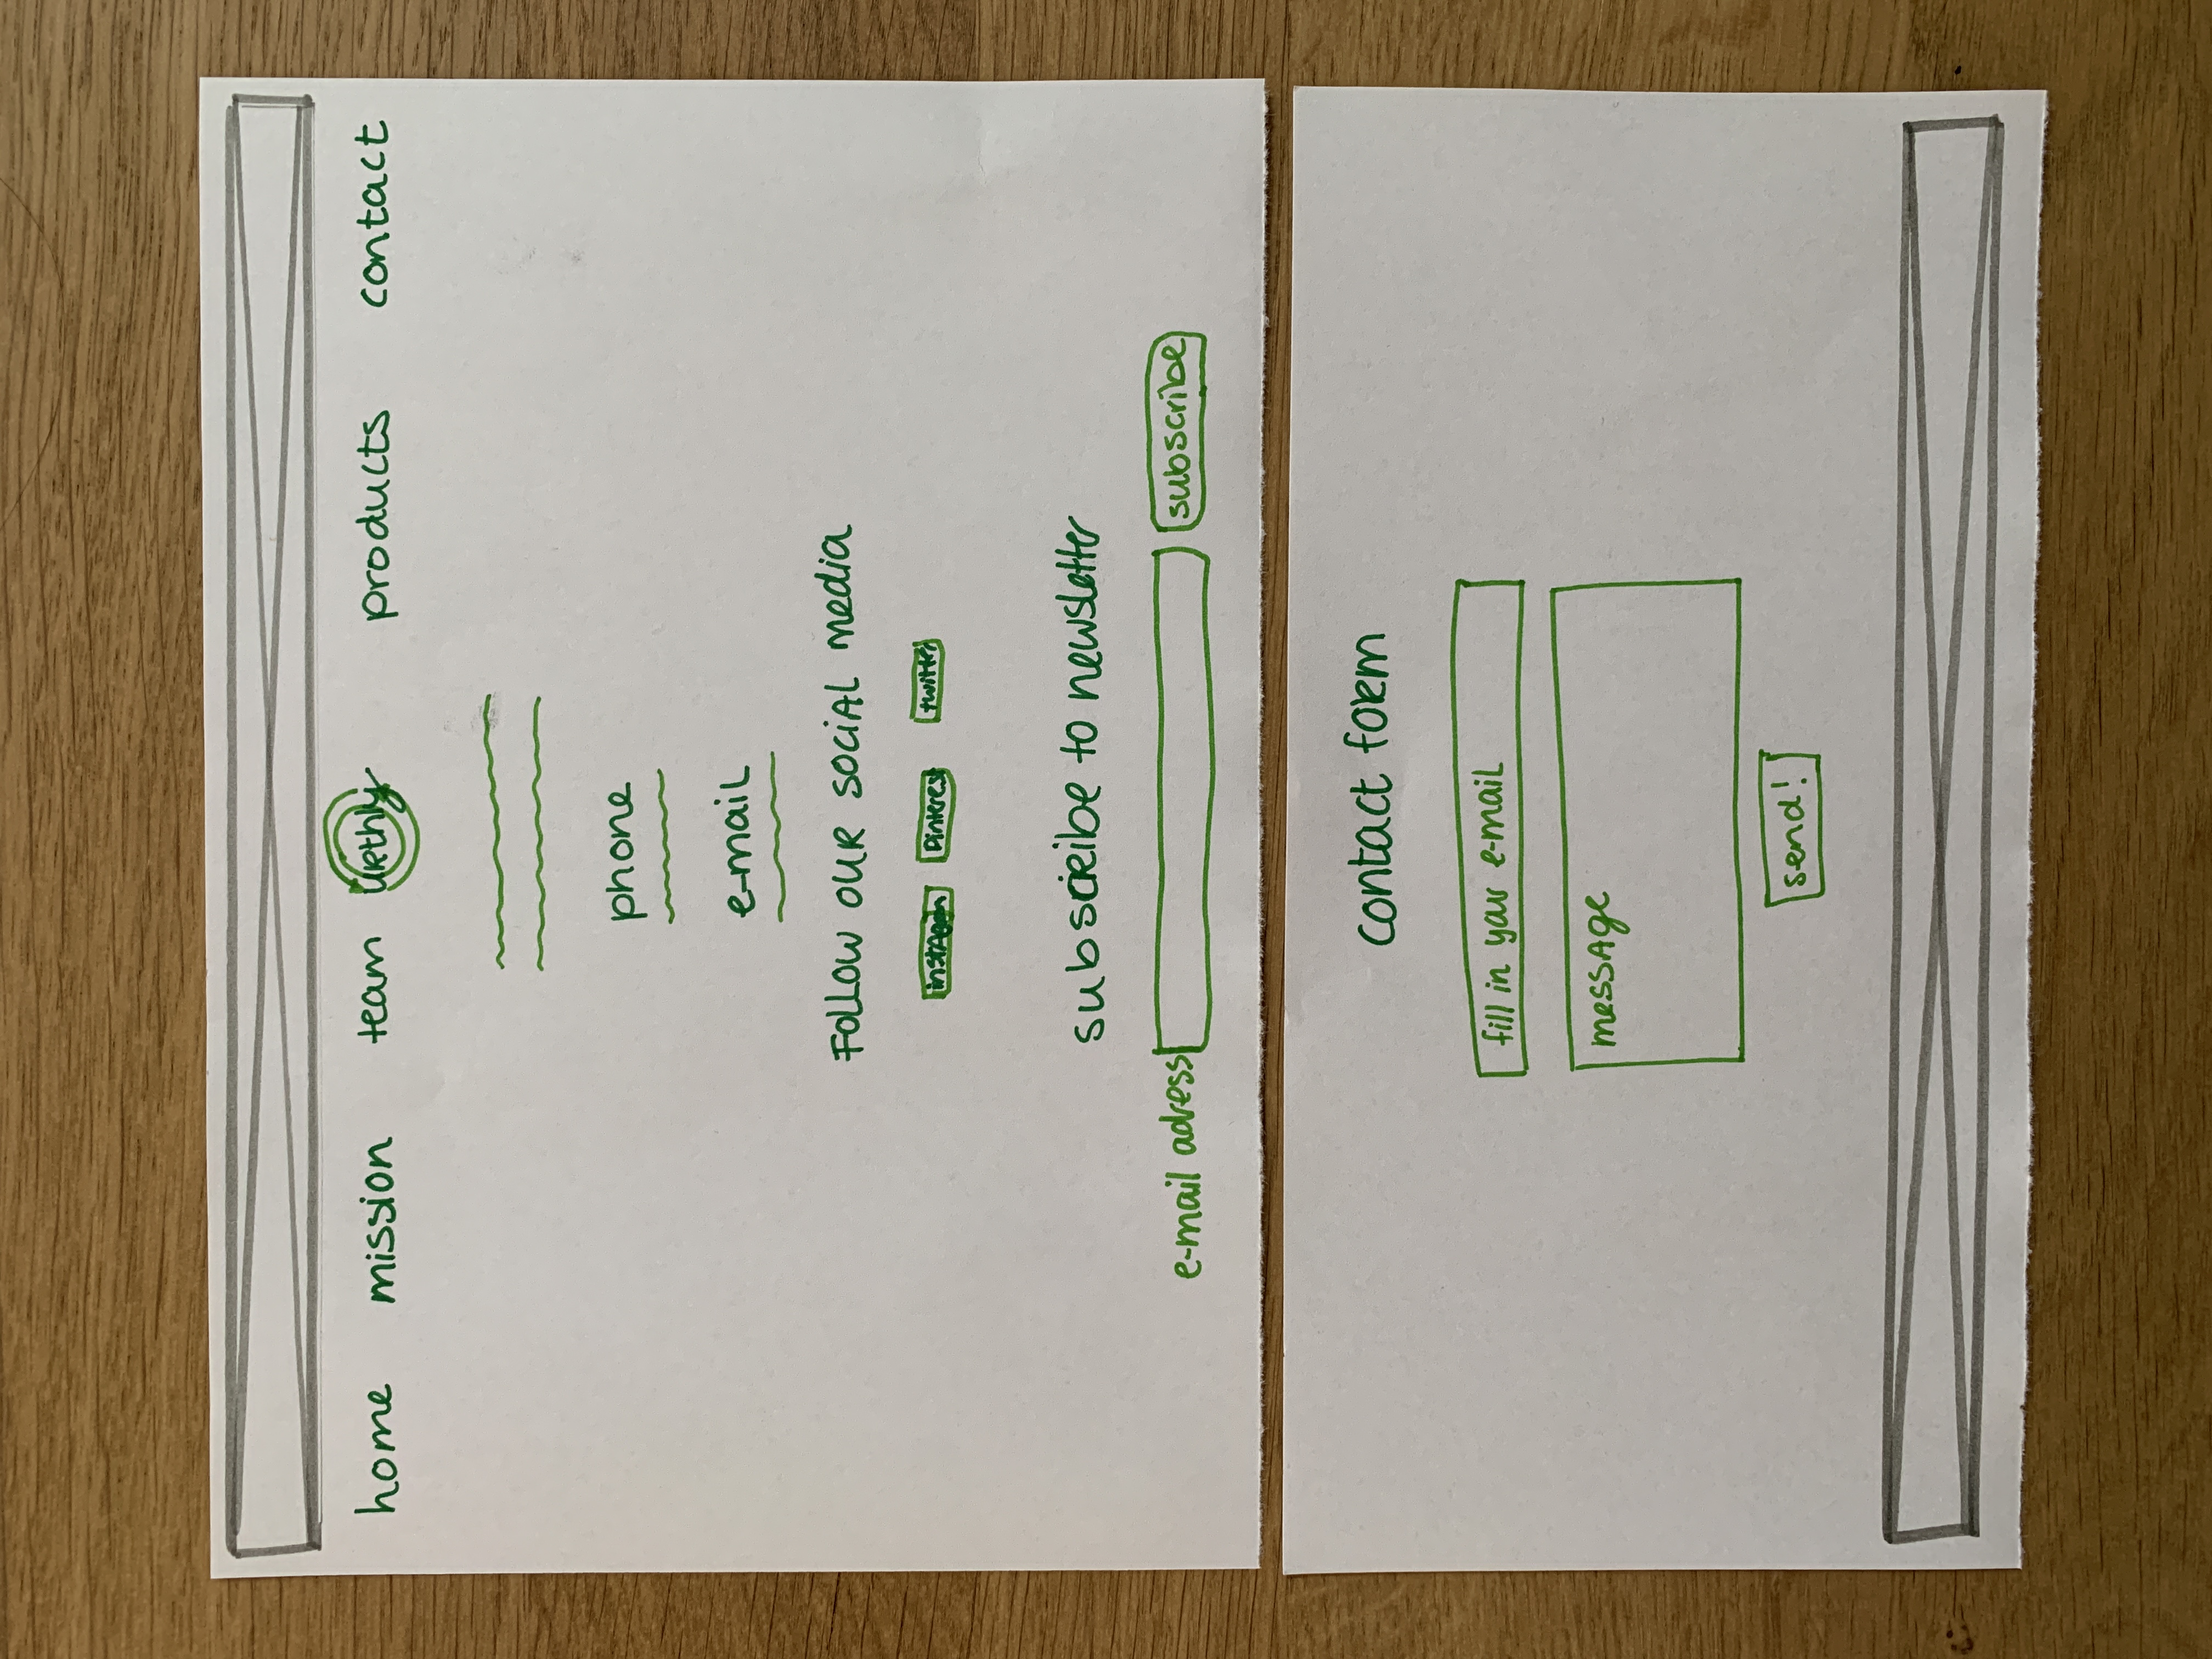 home mission team urthly products contact
phone
e-mail
Follow our social media
instagram Pinterest twitter
subscribe to newsletter
e-mail adress subscribe
contact form
fill in your e-mail
message
send!